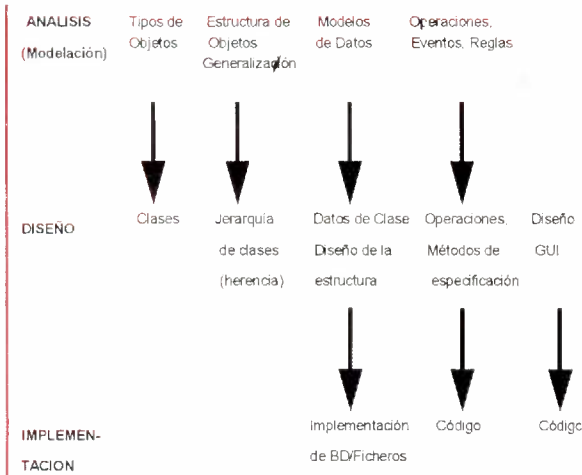 ANALISIS Tipos de Estructura de Modelos Operaciones,
(Modelación) Objetos Objetos de Datos Eventos, Reglas
Generalización
DISEÑO Clases Jerarquía Datos de Clase Operaciones, Diseño
de clases Diseño de la Métodos de GUI
(herencia) estructura especificación
IMPLEMEN- Implementación Código Código
TACION de BD/Ficheros